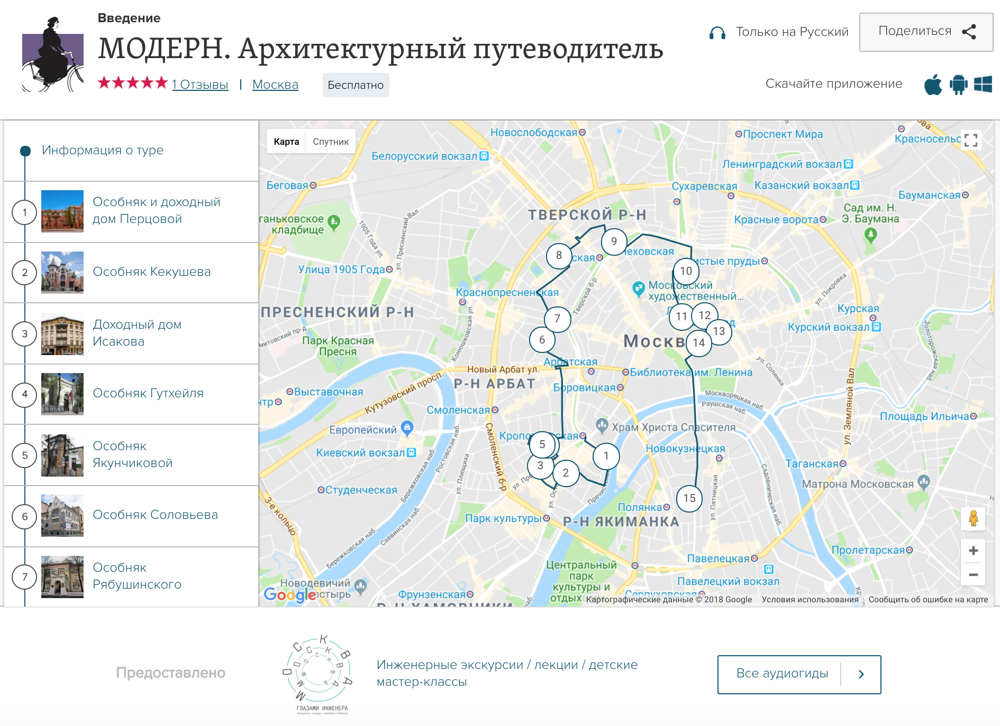 Введение
МОДЕРН. Архитектурный путеводитель
1 Отзывы
Москва
Бесплатно
Только на Русский
Поделиться
Скачайте приложение
Информация о туре
1
Особняк и доходный
дом Перцовой
2
Особняк Кекушева
3
Доходный дом
Исакова
4
Особняк Гутхейля
5
Особняк
Якунчиковой
6
Особняк Соловьева
7
Особняк
Рябушинского
Карта
Спутник
Новослободская
Проспект Мира
Красносельс
Белорусский вокзал
Ленинградский вокзал
Беговая
Сухаревская
Казанский вокзал
Бауманская
ТВЕРСКОЙ Р-Н
Сад им. Н.
Э. Баумана
Красные ворота
ганьковское
кладбище
1905 Года ул.
ул. Пресненский Вал
9
8
ская
еховская
истые пруды
Улица 1905 Года
10
Московский
художественный...
Краснопресненская
Тверской б-р
ул. Покровка
ПРЕСНЕНСКИЙ Р-Н
Курская
Курский вокзал
7
11
12
13
14
6
Москв
митовский пр-д
Парк Красная
Пресня
Конюшковская ул.
Золоторожская наб.
Арбатская
Новый Арбат ул.
Библиотека им. Ленина
ул. Солянка
Р-Н АРБАТ
Боровицкая
Выставочная
нтр
Кутузовский просп.
Москворецкая наб.
Раушская наб.
ул. Земляной Вал
Смоленская
Площадь Ильича
Европейский
Храм Христа Спасителя
Кропо
ская
5
1
3
2
Новокузнецкая
Киевский вокзал
Смоленский б-р
Ростовская наб.
Бережковская наб.
ул. Плющиха
Таганская
Матрона Московская
Студенческая
ул. Пре
ул. Ост
Пречистен
15
ул. Пятницкая
Садовническая наб.
3-е кольцо
Полянка
Парк культуры
Р-Н ЯКИМАНКА
Саввинская наб.
Бережковская наб.
Пролетарская
Павелецкая
Центральный
парк
культуры и
отдыха им.
Павелецкий вокзал
Новодевичий
астырь
Фрунзенская
Серпуховская
Р-Н ХАМОВНИКИ
Google
Картографические данные © 2018 Google
Условия использования
Сообщить об ошибке на карте
Предоставлено
МОСКВА
ГЛАЗАМИ ИНЖЕНЕРА
Инженерные экскурсии / лекции / детские
мастер-классы
Все аудиогиды